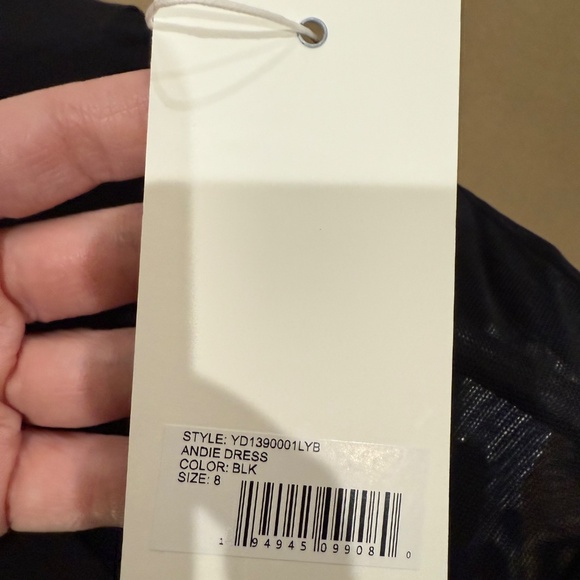 STYLE: YD1390001LYB
ANDIE DRESS
COLOR: BLK
SIZE: 8
1 94945 09908 0